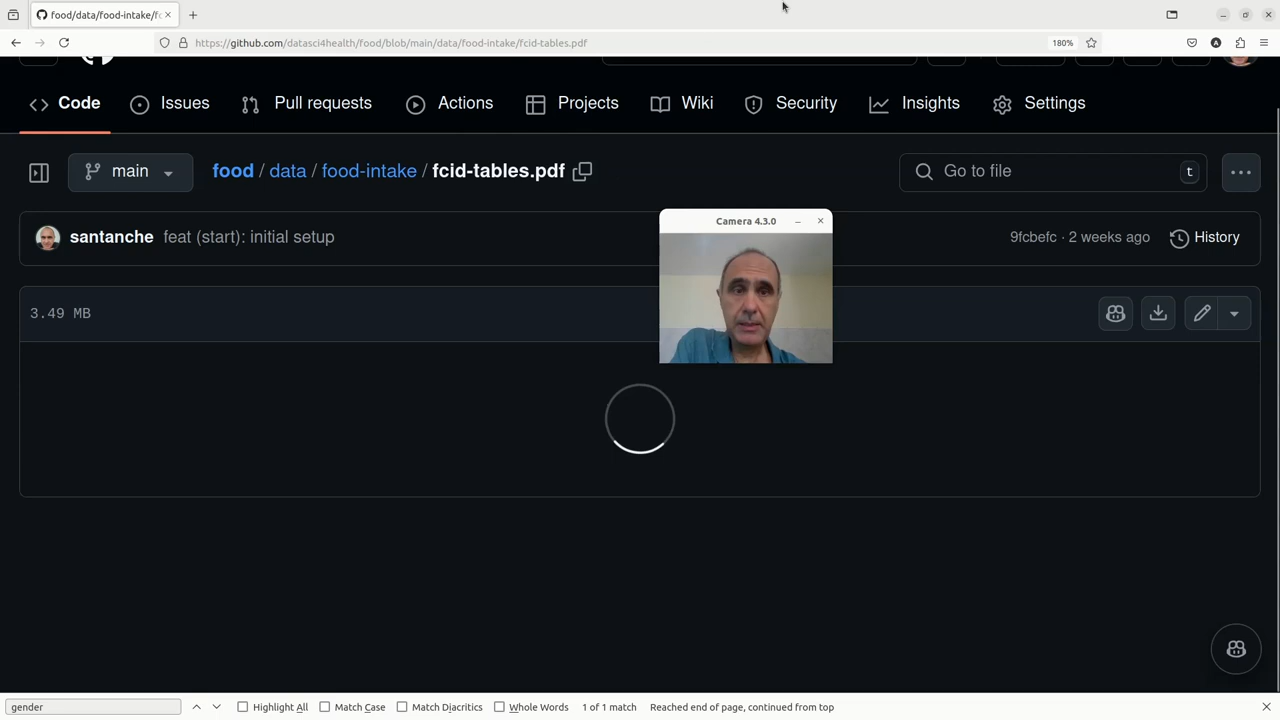 food/data/food-intake/fc
https://github.com/datasci4health/food/blob/main/data/food-intake/fcid-tables.pdf
180%
Code
Issues
Pull requests
Actions
Projects
Wiki
Security
Insights
Settings
main
food / data / food-intake / fcid-tables.pdf
Go to file
t
Camera 4.3.0
santanche feat (start): initial setup
9fcbefc · 2 weeks ago
History
3.49 MB
gender
Highlight All
Match Case
Match Diacritics
Whole Words
1 of 1 match
Reached end of page, continued from top